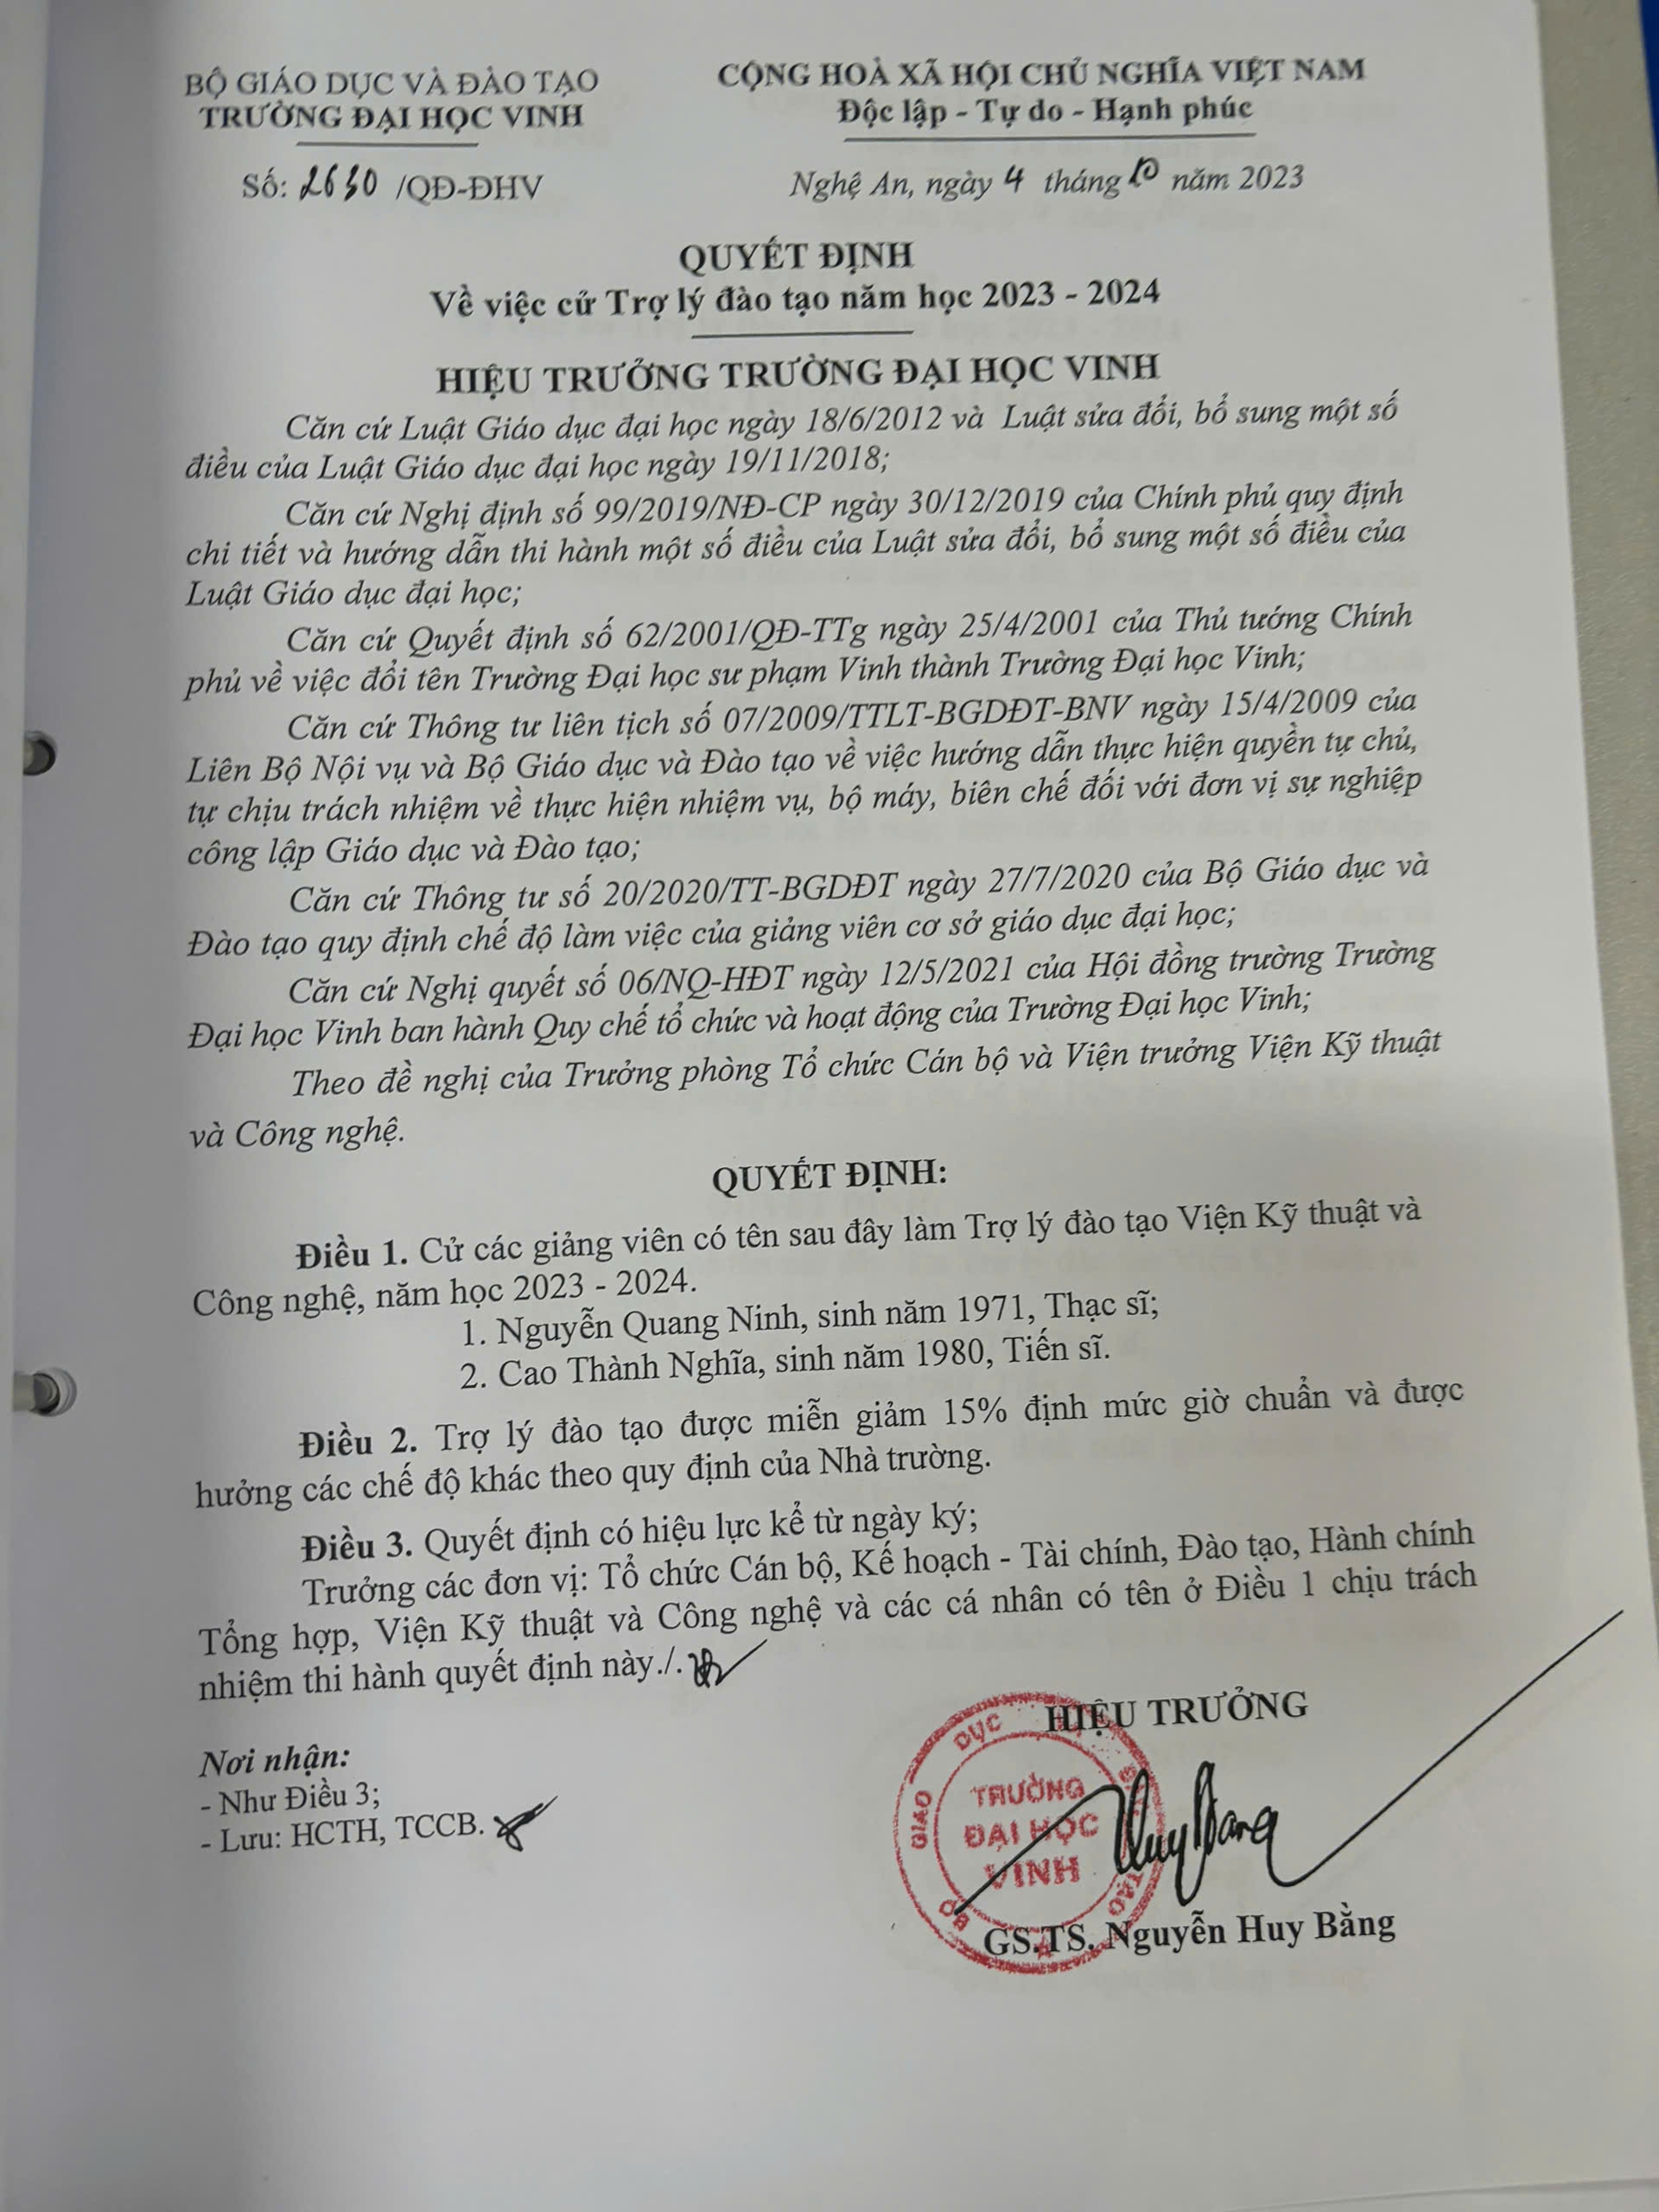 BỘ GIÁO DỤC VÀ ĐÀO TẠO
TRƯỜNG ĐẠI HỌC VINH
Số: 2630 /QĐ-ĐHV
CỘNG HOÀ XÃ HỘI CHỦ NGHĨA VIỆT NAM
Độc lập - Tự do - Hạnh phúc
Nghệ An, ngày 4 tháng 10 năm 2023
QUYẾT ĐỊNH
Về việc cử Trợ lý đào tạo năm học 2023 - 2024
HIỆU TRƯỞNG TRƯỜNG ĐẠI HỌC VINH
Căn cứ Luật Giáo dục đại học ngày 18/6/2012 và Luật sửa đổi, bổ sung một số
điều của Luật Giáo dục đại học ngày 19/11/2018;
Căn cứ Nghị định số 99/2019/NĐ-CP ngày 30/12/2019 của Chính phủ quy định
chi tiết và hướng dẫn thi hành một số điều của Luật sửa đổi, bổ sung một số điều của
Luật Giáo dục đại học;
Căn cứ Quyết định số 62/2001/QĐ-TTg ngày 25/4/2001 của Thủ tướng Chính
phủ về việc đổi tên Trường Đại học sư phạm Vinh thành Trường Đại học Vinh;
Căn cứ Thông tư liên tịch số 07/2009/TTLT-BGDĐT-BNV ngày 15/4/2009 của
Liên Bộ Nội vụ và Bộ Giáo dục và Đào tạo về việc hướng dẫn thực hiện quyền tự chủ,
tự chịu trách nhiệm về thực hiện nhiệm vụ, bộ máy, biên chế đối với đơn vị sự nghiệp
công lập Giáo dục và Đào tạo;
Căn cứ Thông tư số 20/2020/TT-BGDĐT ngày 27/7/2020 của Bộ Giáo dục và
Đào tạo quy định chế độ làm việc của giảng viên cơ sở giáo dục đại học;
Căn cứ Nghị quyết số 06/NQ-HĐT ngày 12/5/2021 của Hội đồng trường Trường
Đại học Vinh ban hành Quy chế tổ chức và hoạt động của Trường Đại học Vinh;
Theo đề nghị của Trưởng phòng Tổ chức Cán bộ và Viện trưởng Viện Kỹ thuật
và Công nghệ.
QUYẾT ĐỊNH:
Điều 1. Cử các giảng viên có tên sau đây làm Trợ lý đào tạo Viện Kỹ thuật và
Công nghệ, năm học 2023 - 2024.
1. Nguyễn Quang Ninh, sinh năm 1971, Thạc sĩ;
2. Cao Thành Nghĩa, sinh năm 1980, Tiến sĩ.
Điều 2. Trợ lý đào tạo được miễn giảm 15% định mức giờ chuẩn và được
hưởng các chế độ khác theo quy định của Nhà trường.
Điều 3. Quyết định có hiệu lực kể từ ngày ký;
Trưởng các đơn vị: Tổ chức Cán bộ, Kế hoạch - Tài chính, Đào tạo, Hành chính
Tổng hợp, Viện Kỹ thuật và Công nghệ và các cá nhân có tên ở Điều 1 chịu trách
nhiệm thi hành quyết định này./.
Nơi nhận:
- Như Điều 3;
- Lưu: HCTH, TCCB.
HIỆU TRƯỞNG
BỘ GIÁO DỤC TẠO
TRƯỜNG
ĐẠI HỌC
VINH
GS.TS. Nguyễn Huy Bằng